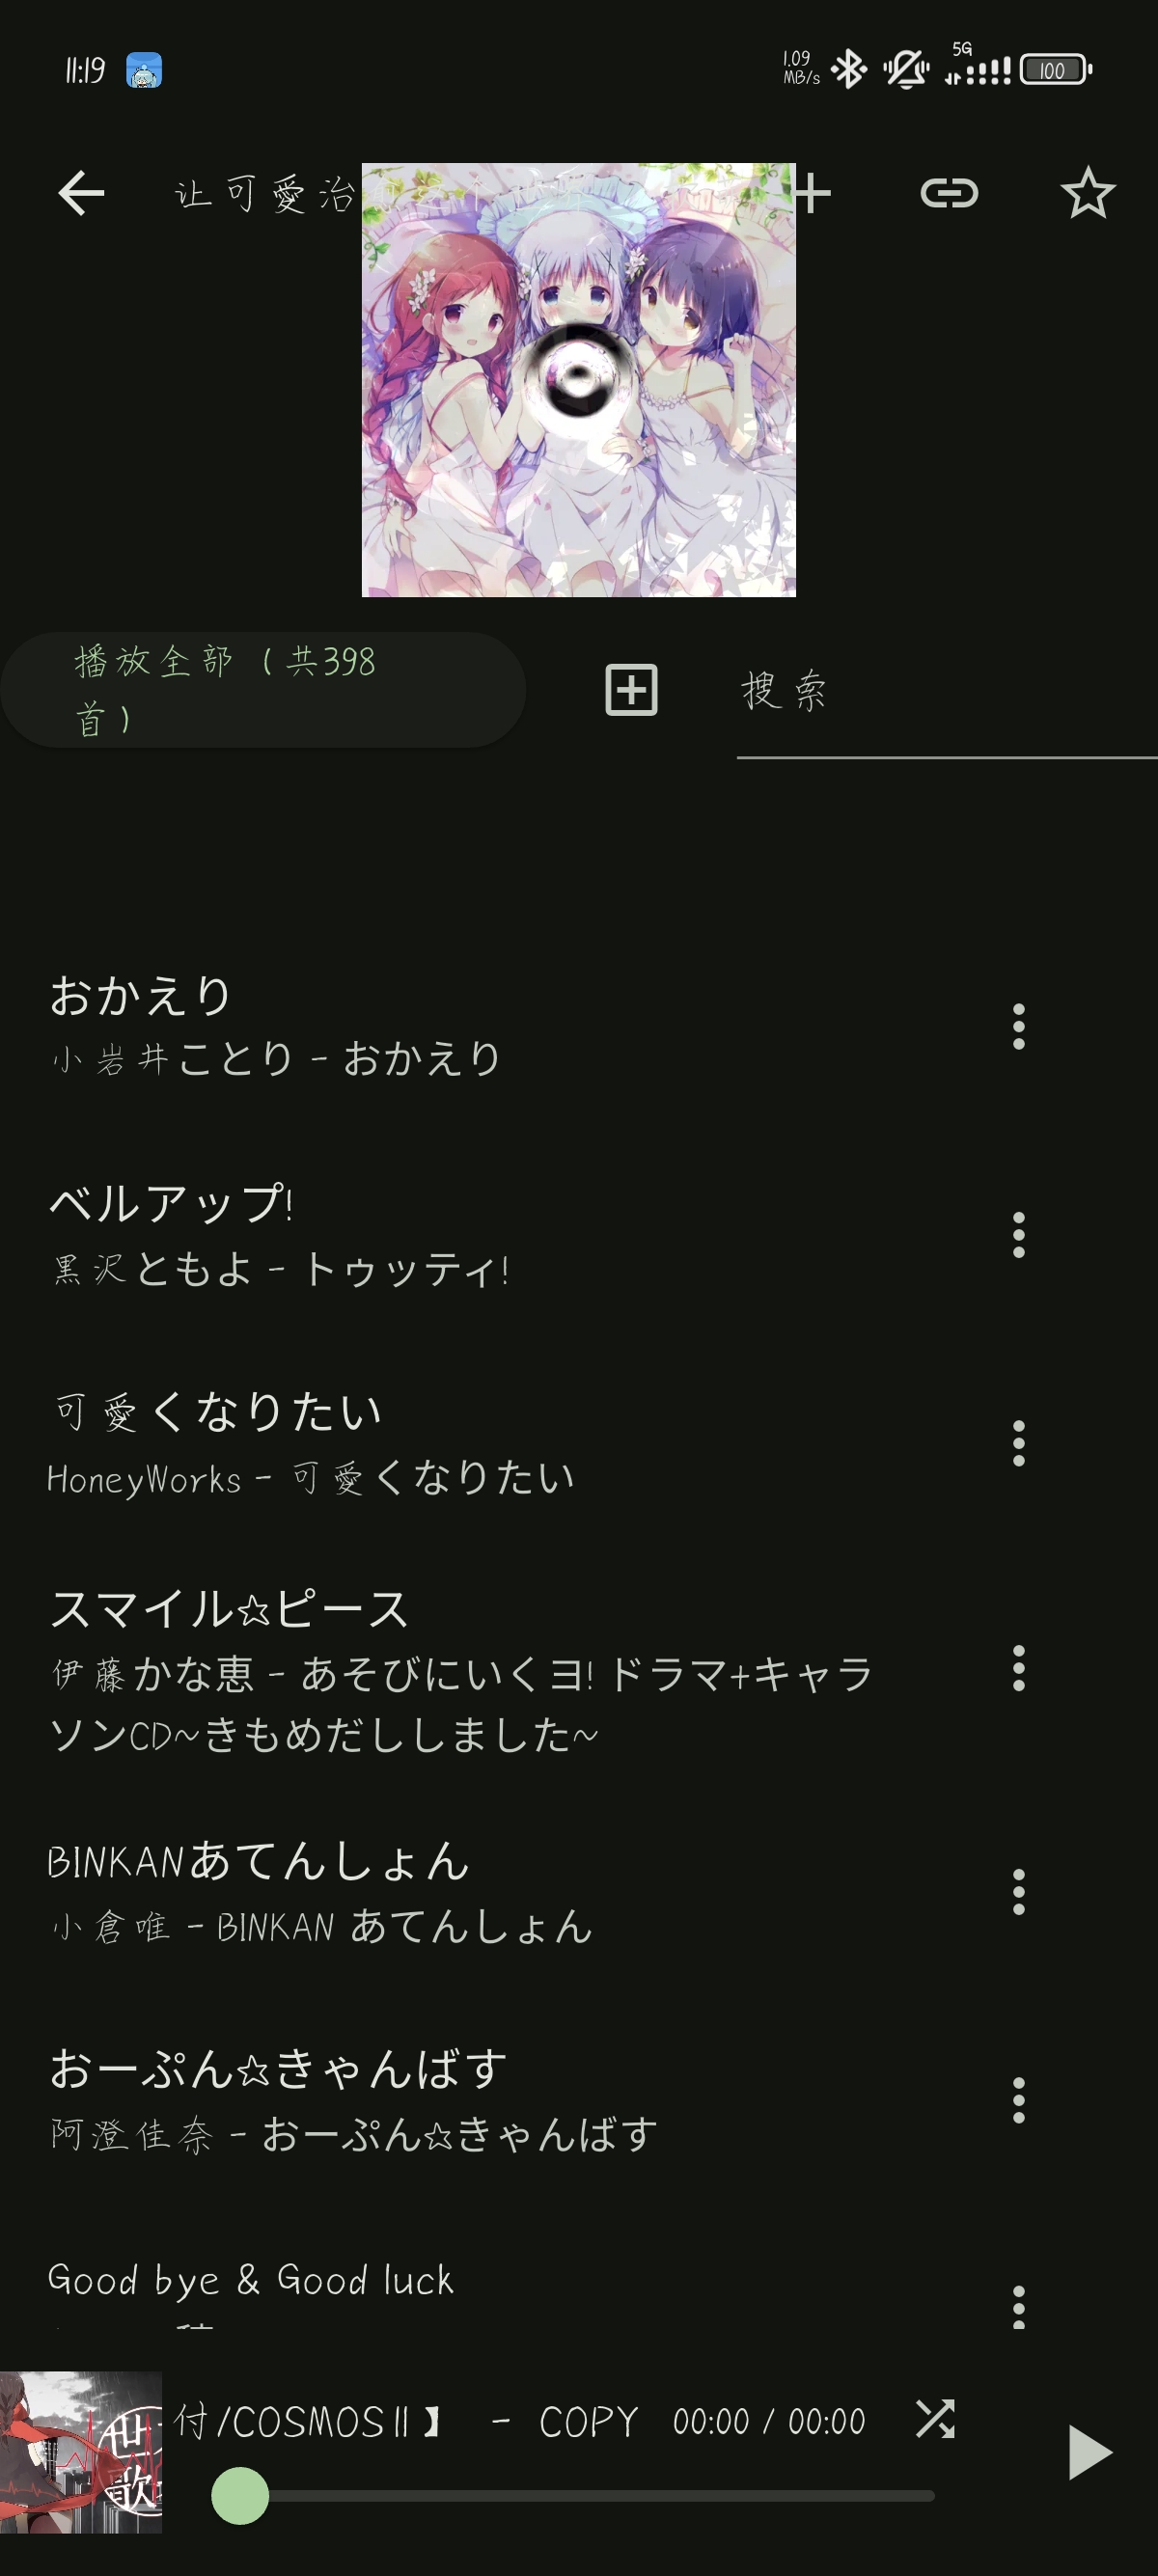 11:19
1.09 MB/s 5G 100
让可愛治
播放全部（共398
首）
搜索
おかえり
小岩井ことり - おかえり
ベルアップ!
黒沢ともよ - トゥッティ!
可愛くなりたい
HoneyWorks - 可愛くなりたい
スマイル☆ピース
伊藤かな恵 - あそびにいくヨ! ドラマ+キャラ
ソンCD~きもめだししました~
BINKANあてんしょん
小倉唯 - BINKAN あてんしょん
おーぷん☆きゃんばす
阿澄佳奈 - おーぷん☆きゃんばす
Good bye & Good luck
付/COSMOSⅡ】 - COPY 00:00 / 00:00